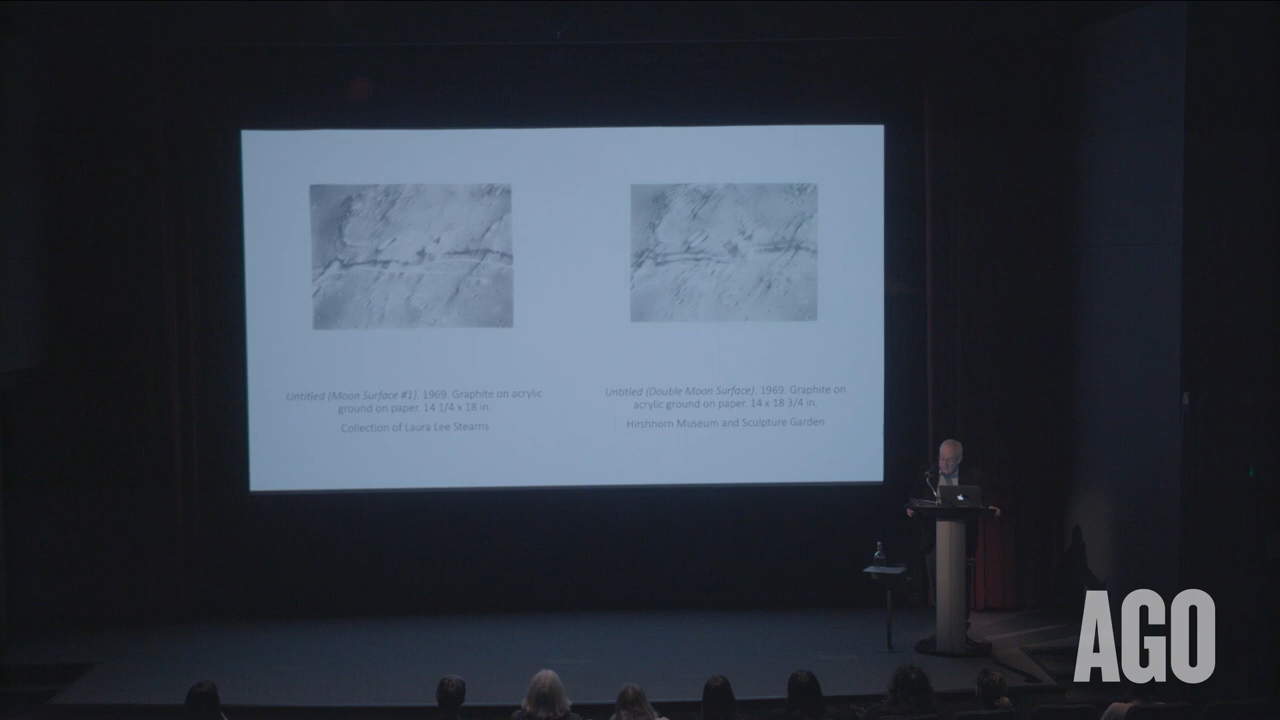 Untitled (Moon Surface #1). 1969. Graphite on acrylic
ground on paper. 14 1/4 x 18 in.
Collection of Laura Lee Stearns
Untitled (Double Moon Surface). 1969. Graphite on
acrylic ground on paper. 14 x 18 3/4 in.
Hirshhorn Museum and Sculpture Garden
AGO